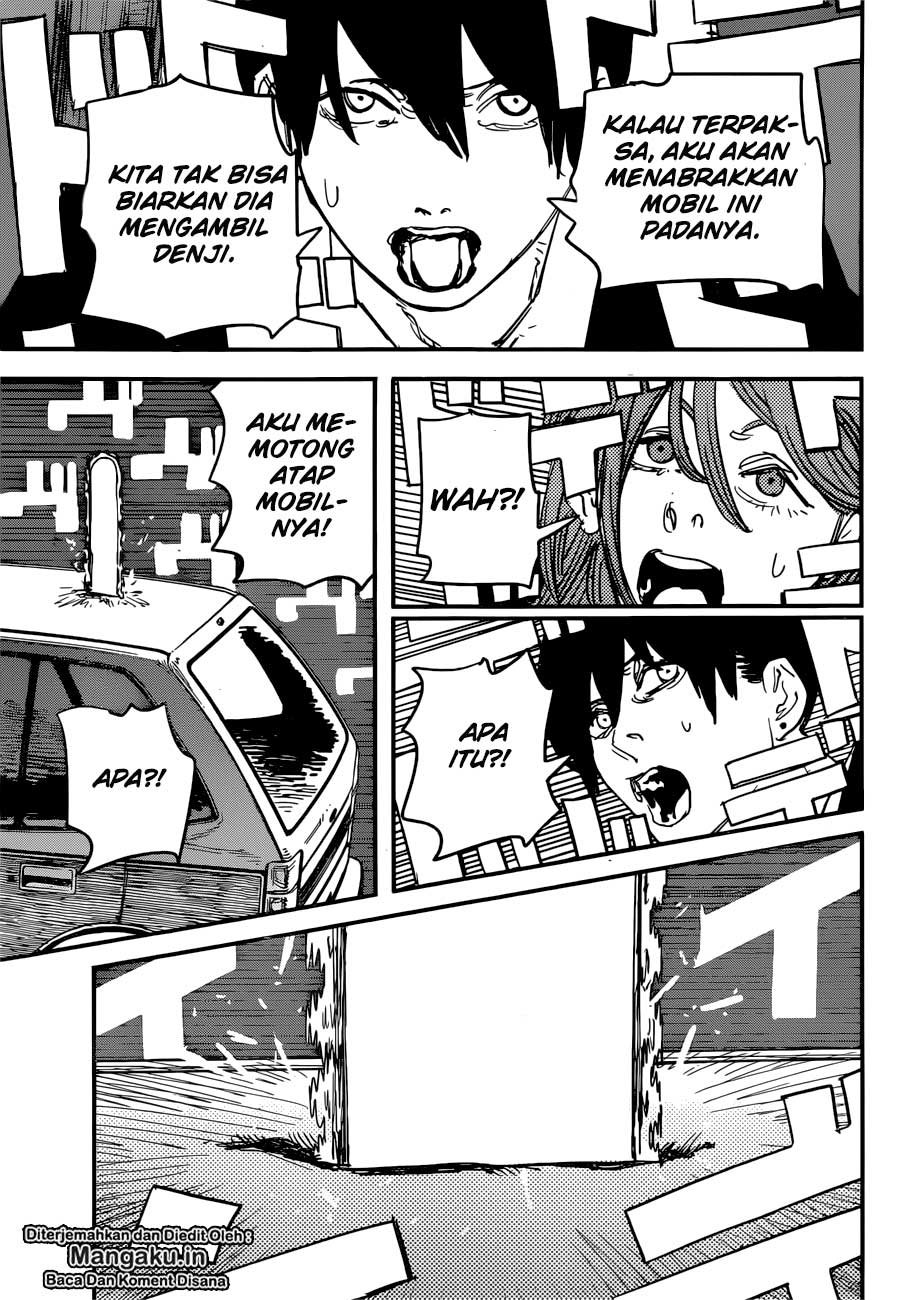 KALAU TERPAK-
SA, AKU AKAN
MENABRAKKAN
MOBIL INI
PADANYA.
KITA TAK BISA
BIARKAN DIA
MENGAMBIL
DENJI.
WAH?!
APA
ITU?!
AKU ME-
MOTONG
ATAP
MOBIL-
NYA!
APA?!
Diterjemahkan dan Diedit Oleh:
Mangaku.in
Baca Dan Koment Disana